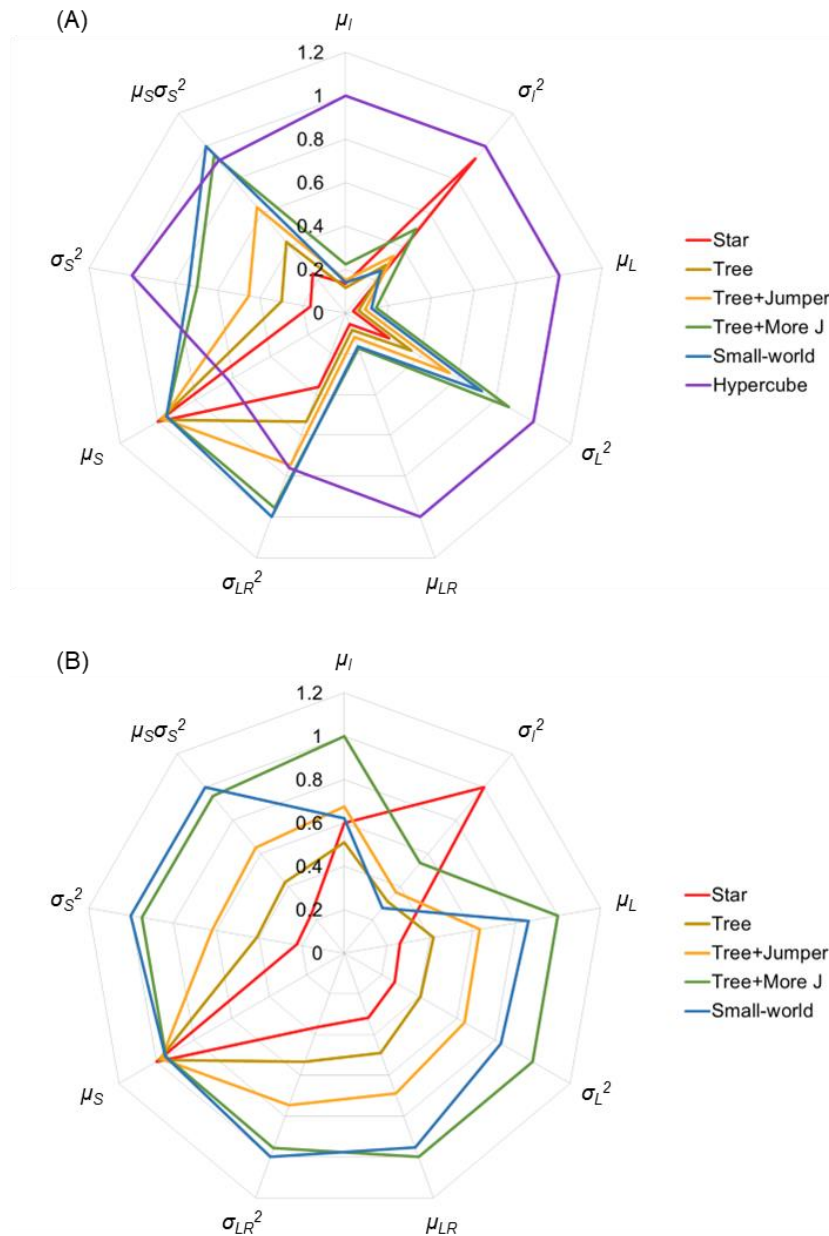 (A)
μI
1.2
μSσS2
σI2
1
0.8
0.6
0.4
σS2
0.2
μL
0
Star
Tree
Tree+Jumper
Tree+More J
Small-world
Hypercube
μS
σL2
σLR2
μLR
(B)
μI
1.2
μSσS2
σI2
1
0.8
0.6
0.4
σS2
0.2
μL
0
Star
Tree
Tree+Jumper
Tree+More J
Small-world
μS
σL2
σLR2
μLR